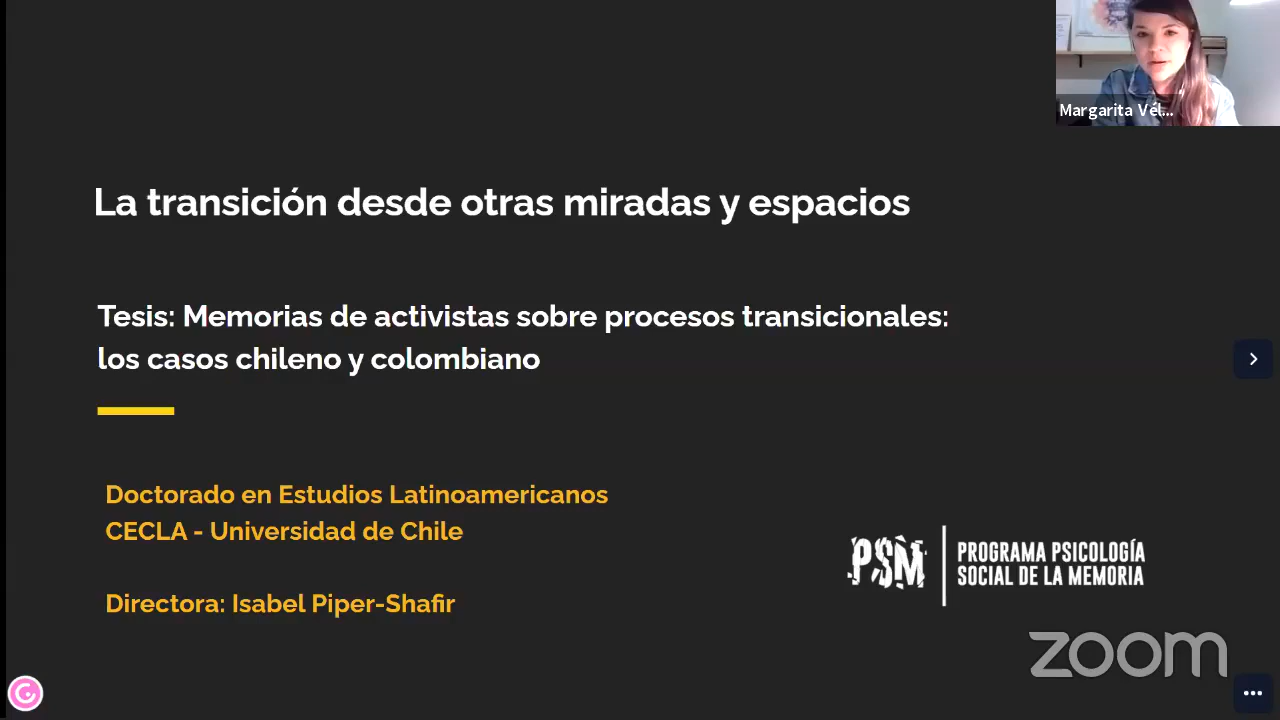 Margarita Vél...
La transición desde otras miradas y espacios
Tesis: Memorias de activistas sobre procesos transicionales:
los casos chileno y colombiano
Doctorado en Estudios Latinoamericanos
CECLA - Universidad de Chile
Directora: Isabel Piper-Shafir
PSM
PROGRAMA PSICOLOGÍA
SOCIAL DE LA MEMORIA
zoom